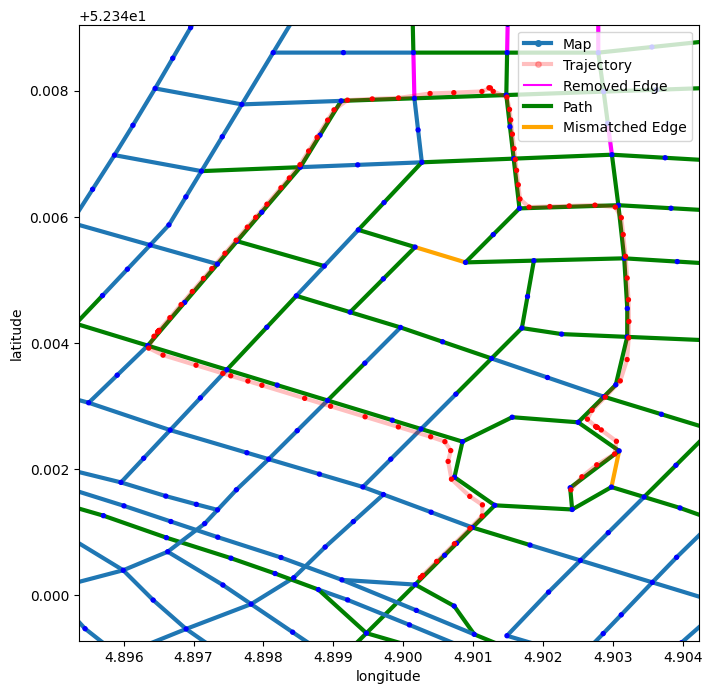 +5.234e1
Map
Trajectory
Removed Edge
Path
Mismatched Edge
0.008
0.006
0.004
0.002
0.000
latitude
4.896 4.897 4.898 4.899 4.900 4.901 4.902 4.903 4.904
longitude